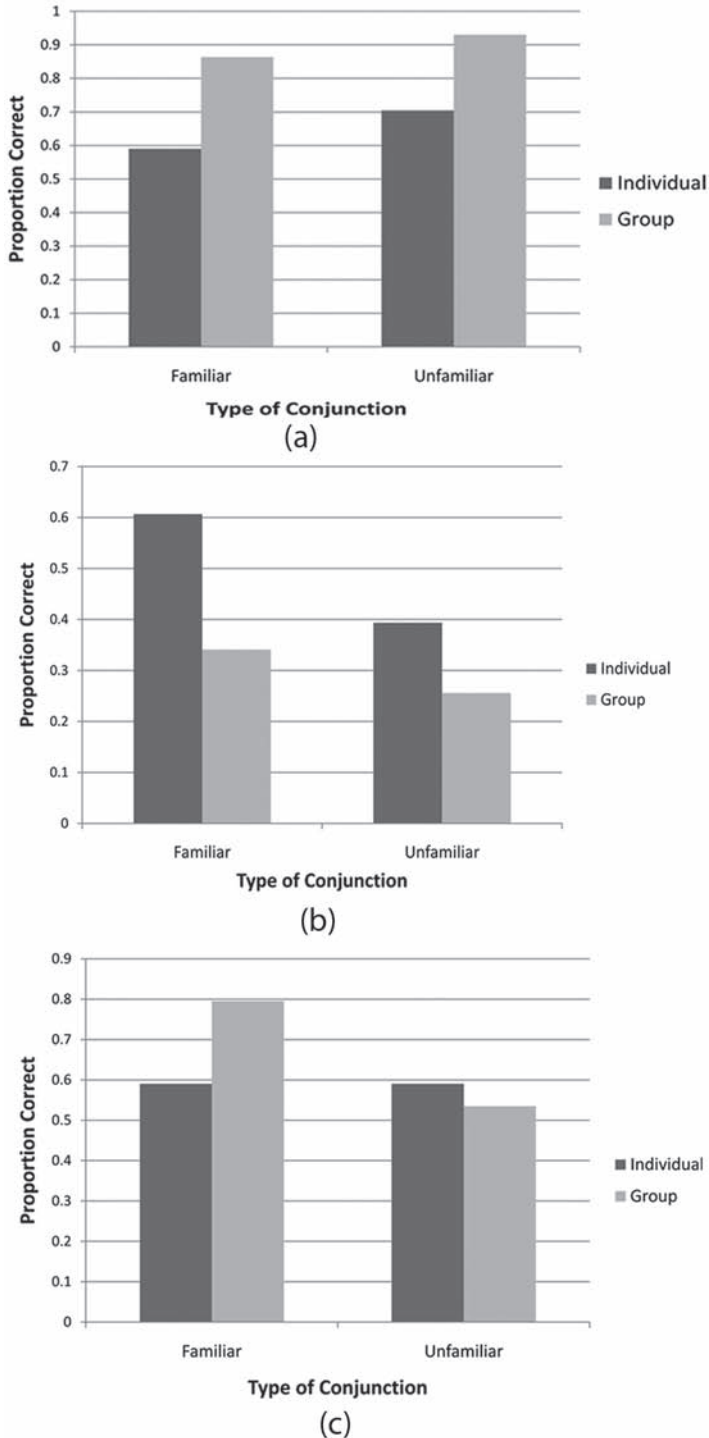 1
0.9
0.8
0.7
0.6
0.5
0.4
0.3
0.2
0.1
0
Proportion Correct
Familiar Unfamiliar
Type of Conjunction
Individual
Group
(a)
0.7
0.6
0.5
0.4
0.3
0.2
0.1
0
Proportion Correct
Familiar Unfamiliar
Type of Conjunction
Individual
Group
(b)
0.9
0.8
0.7
0.6
0.5
0.4
0.3
0.2
0.1
0
Proportion Correct
Familiar Unfamiliar
Type of Conjunction
Individual
Group
(c)